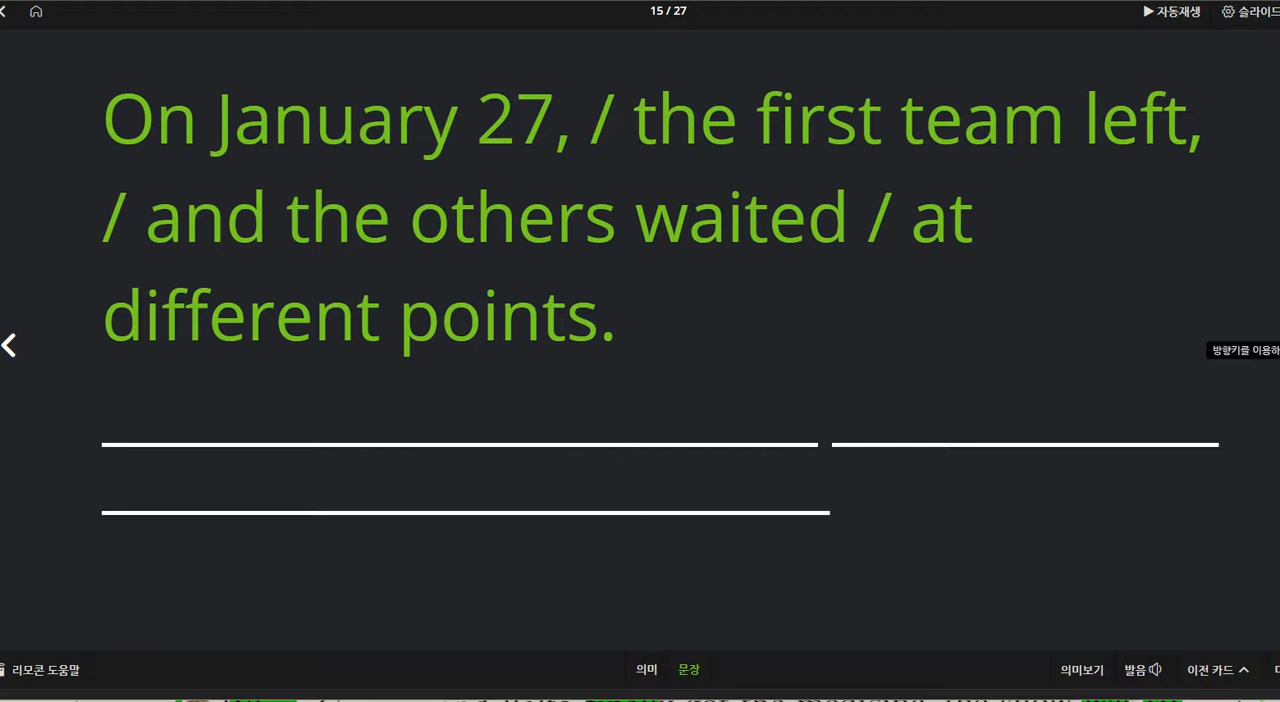 15 / 27
자동재생
슬라이드
On January 27, / the first team left,
/ and the others waited / at
different points.
방향키를 이용하
리모콘 도움말
의미
문장
의미보기
발음
이전 카드